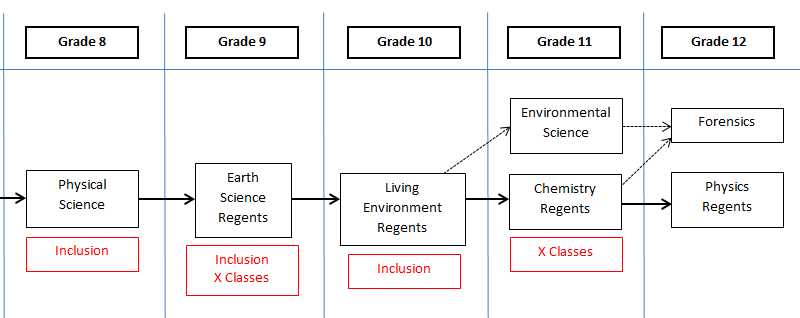 Grade 8
Grade 9
Grade 10
Grade 11
Grade 12
Environmental
Science
Forensics
Physical
Science
Earth
Science
Regents
Living
Environment
Regents
Chemistry
Regents
Physics
Regents
Inclusion
Inclusion
X Classes
Inclusion
X Classes